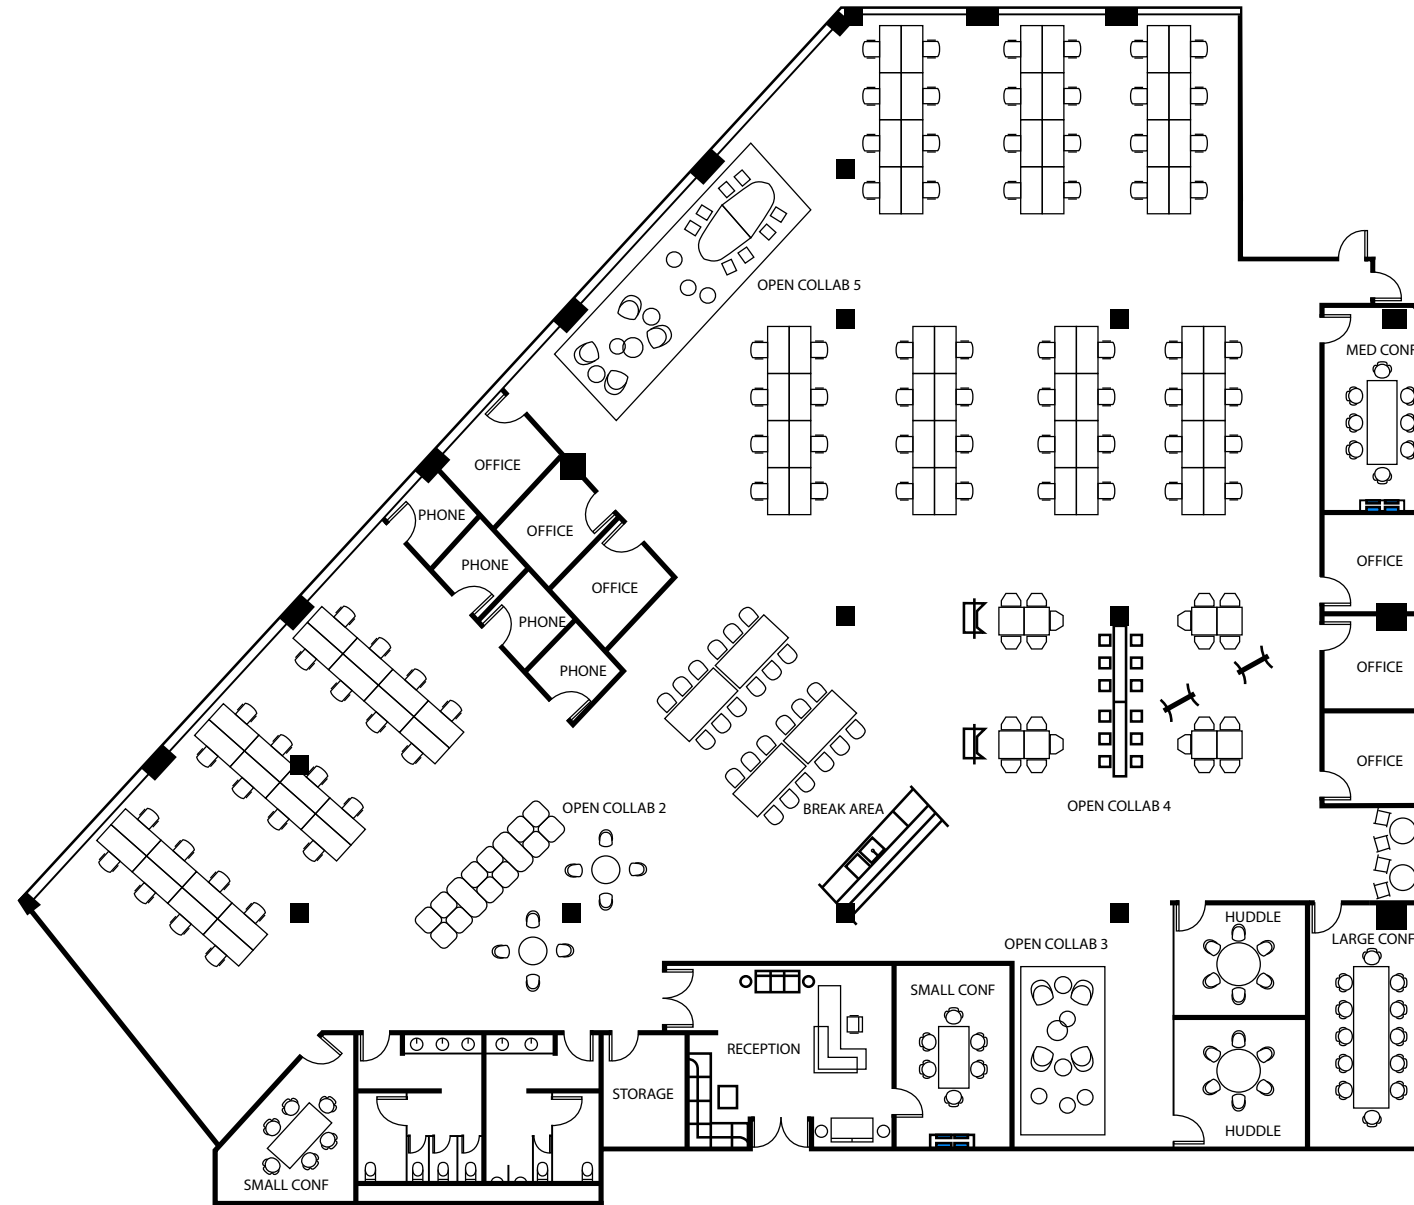 OPEN COLLAB 5
MED CONF
OFFICE
PHONE
OFFICE
PHONE
OFFICE
OFFICE
PHONE
OFFICE
PHONE
OFFICE
OPEN COLLAB 2
BREAK AREA
OPEN COLLAB 4
HUDDLE
LARGE CONF
OPEN COLLAB 3
SMALL CONF
RECEPTION
STORAGE
HUDDLE
SMALL CONF